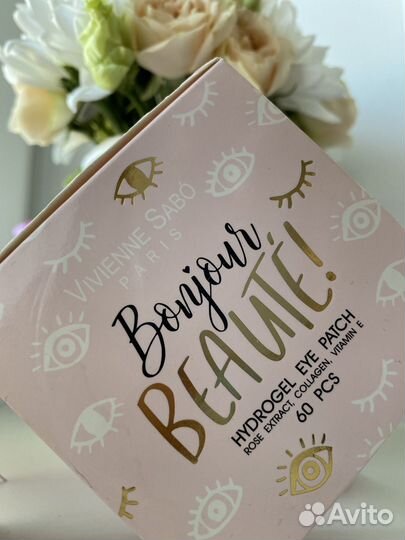 VIVIENNE SABÓ
PARIS
Bonjour
BEAUTÉ!
HYDROGEL EYE PATCH
ROSE EXTRACT, COLLAGEN, VITAMIN E
60 PCS
Avito